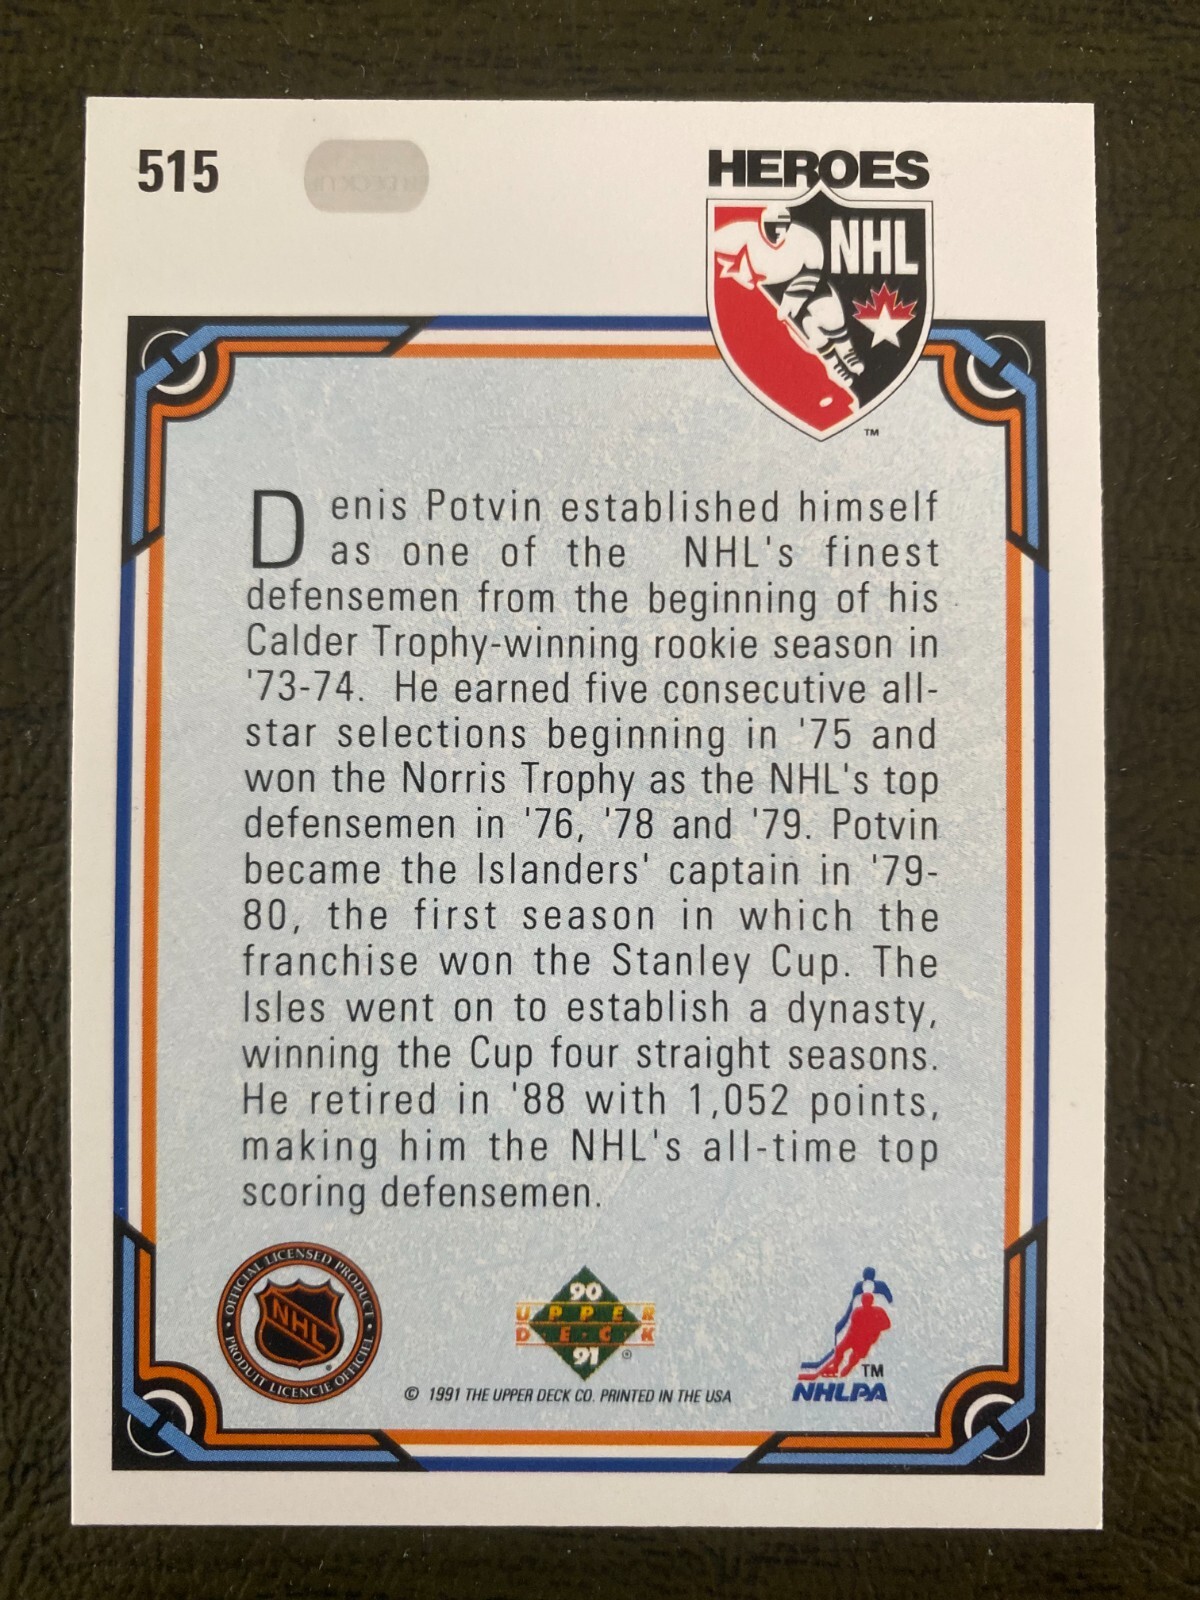 515
HEROES
NHL
TM
Denis Potvin established himself
as one of the NHL's finest
defensemen from the beginning of his
Calder Trophy-winning rookie season in
'73-74. He earned five consecutive all-
star selections beginning in '75 and
won the Norris Trophy as the NHL's top
defensemen in '76, '78 and '79. Potvin
became the Islanders' captain in '79-
80, the first season in which the
franchise won the Stanley Cup. The
Isles went on to establish a dynasty,
winning the Cup four straight seasons.
He retired in '88 with 1,052 points,
making him the NHL's all-time top
scoring defensemen.
OFFICIAL LICENSED PRODUCT
NHL
PRODUIT LICENCIE OFFICIEL
90
UPPER
DECK
91 ®
© 1991 THE UPPER DECK CO. PRINTED IN THE USA
TM
NHLPA